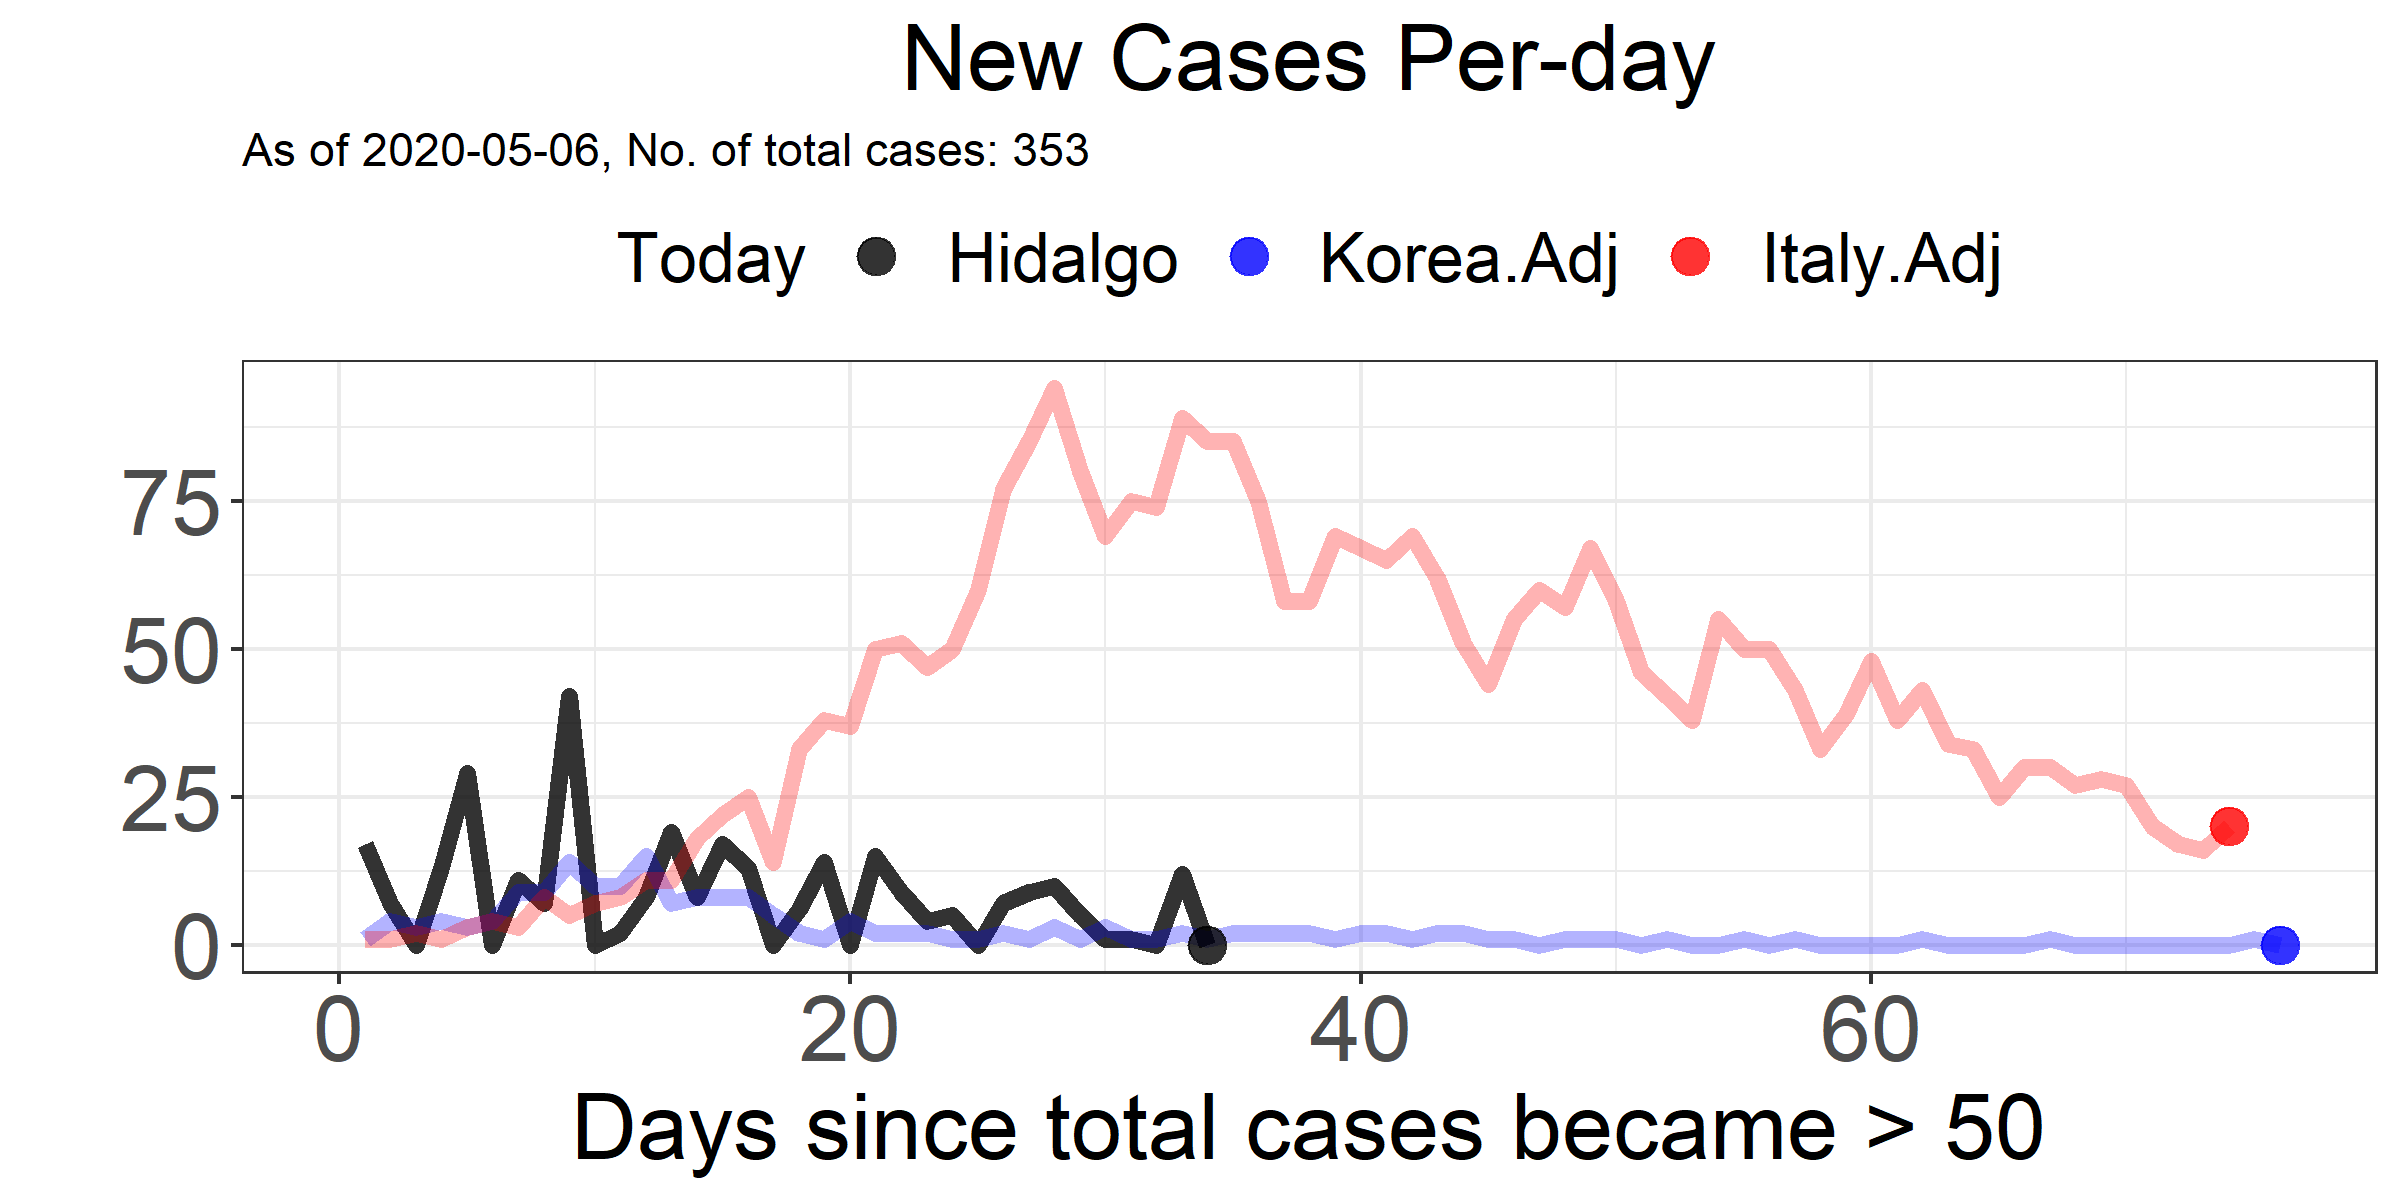 New Cases Per-day
As of 2020-05-06, No. of total cases: 353
Today Hidalgo Korea.Adj Italy.Adj
75
50
25
0
0 20 40 60
Days since total cases became > 50